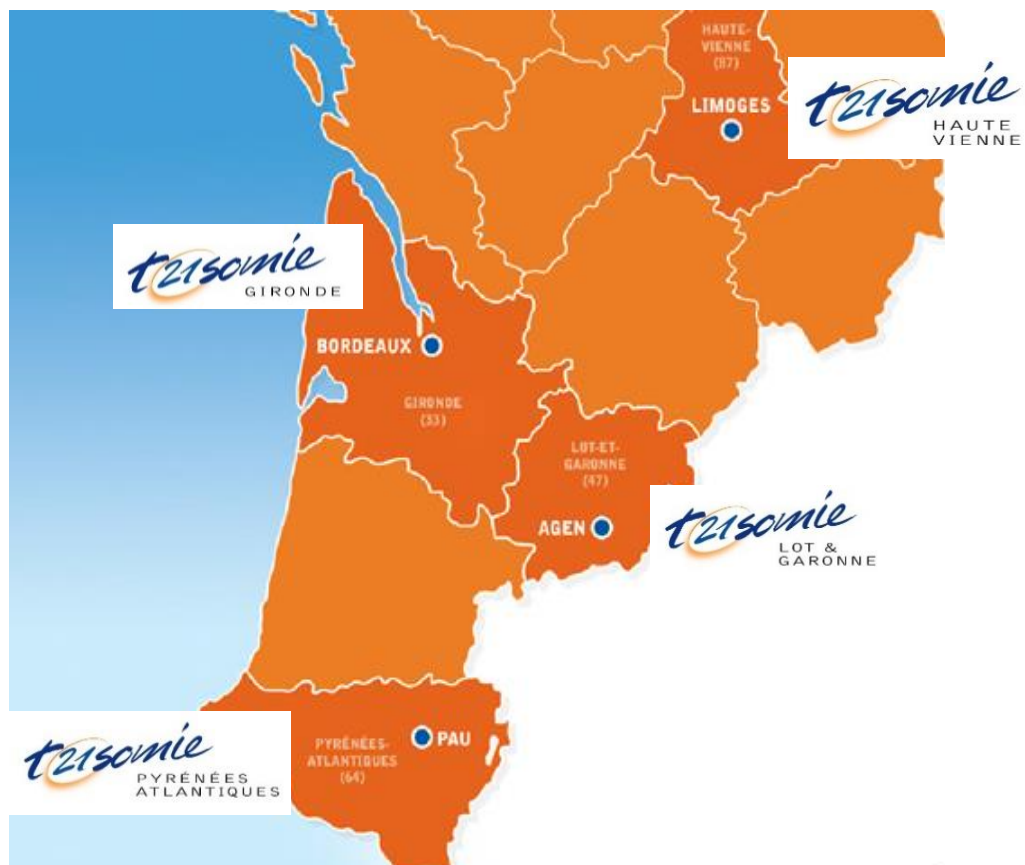 HAUTE-
VIENNE
(87)
LIMOGES
t21somie
HAUTE
VIENNE
t21somie
GIRONDE
BORDEAUX
GIRONDE
(33)
LOT-ET-
GARONNE
(47)
AGEN
t21somie
LOT &
GARONNE
t21somie
PYRÉNÉES
ATLANTIQUES
PYRÉNÉES-
ATLANTIQUES
(64)
PAU